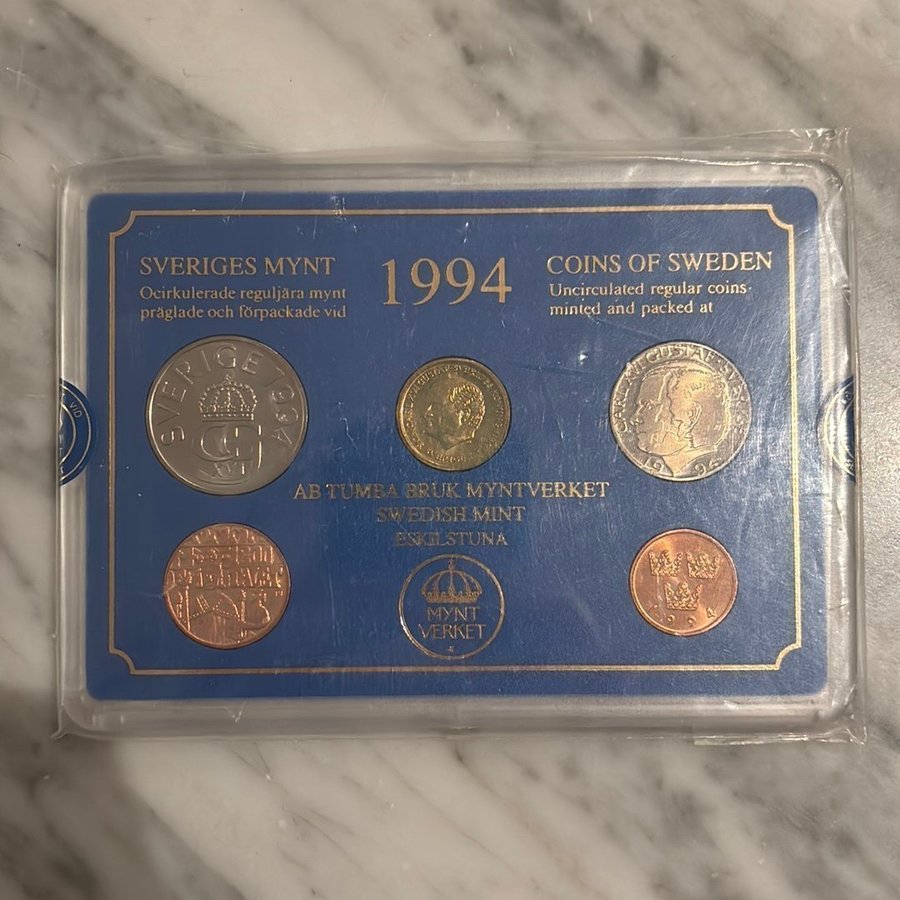 SVERIGES MYNT
Ocirkulerade reguljära mynt
präglade och förpackade vid
1994
COINS OF SWEDEN
Uncirculated regular coins
minted and packed at
SVERIGE 1994
CARL XVI GUSTAF
1994
AB TUMBA BRUK MYNTVERKET
SWEDISH MINT
ESKILSTUNA
MYNT
VERKET
1994
VID